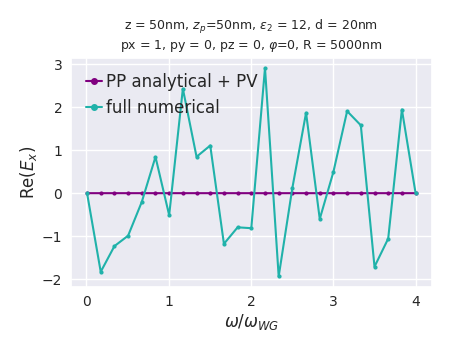 z = 50nm, z_p=50nm, ε_2 = 12, d = 20nm
px = 1, py = 0, pz = 0, φ=0, R = 5000nm
3
PP analytical + PV
full numerical
2
1
0
−1
−2
Re(E_x)
0 1 2 3 4
ω/ω_WG